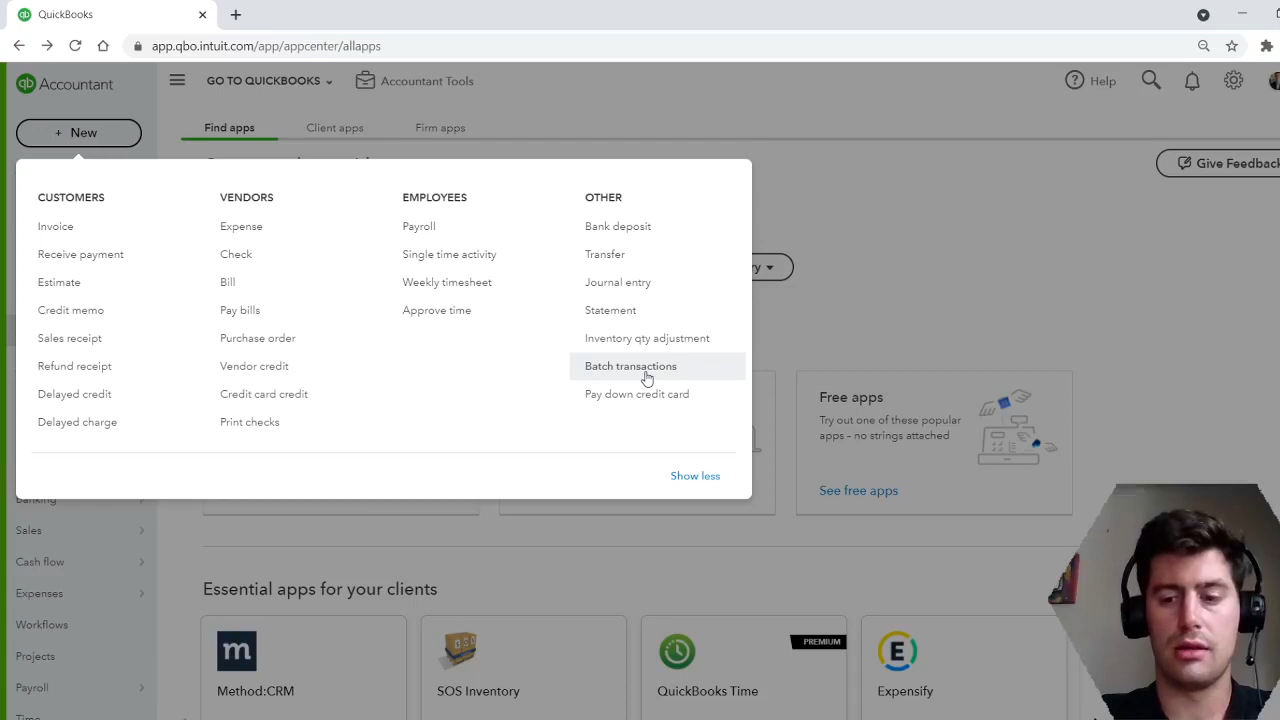 QuickBooks
app.qbo.intuit.com/app/appcenter/allapps
qb Accountant
GO TO QUICKBOOKS
Accountant Tools
Help
+ New
Find apps
Client apps
Firm apps
Give Feedback
CUSTOMERS
Invoice
Receive payment
Estimate
Credit memo
Sales receipt
Refund receipt
Delayed credit
Delayed charge
VENDORS
Expense
Check
Bill
Pay bills
Purchase order
Vendor credit
Credit card credit
Print checks
EMPLOYEES
Payroll
Single time activity
Weekly timesheet
Approve time
OTHER
Bank deposit
Transfer
Journal entry
Statement
Inventory qty adjustment
Batch transactions
Pay down credit card
Show less
ry
Free apps
Try out one of these popular
apps – no strings attached
See free apps
Banking
Sales
Cash flow
Expenses
Workflows
Projects
Payroll
Time
Essential apps for your clients
m
Method:CRM
SOS
SOS Inventory
PREMIUM
QuickBooks Time
E
Expensify